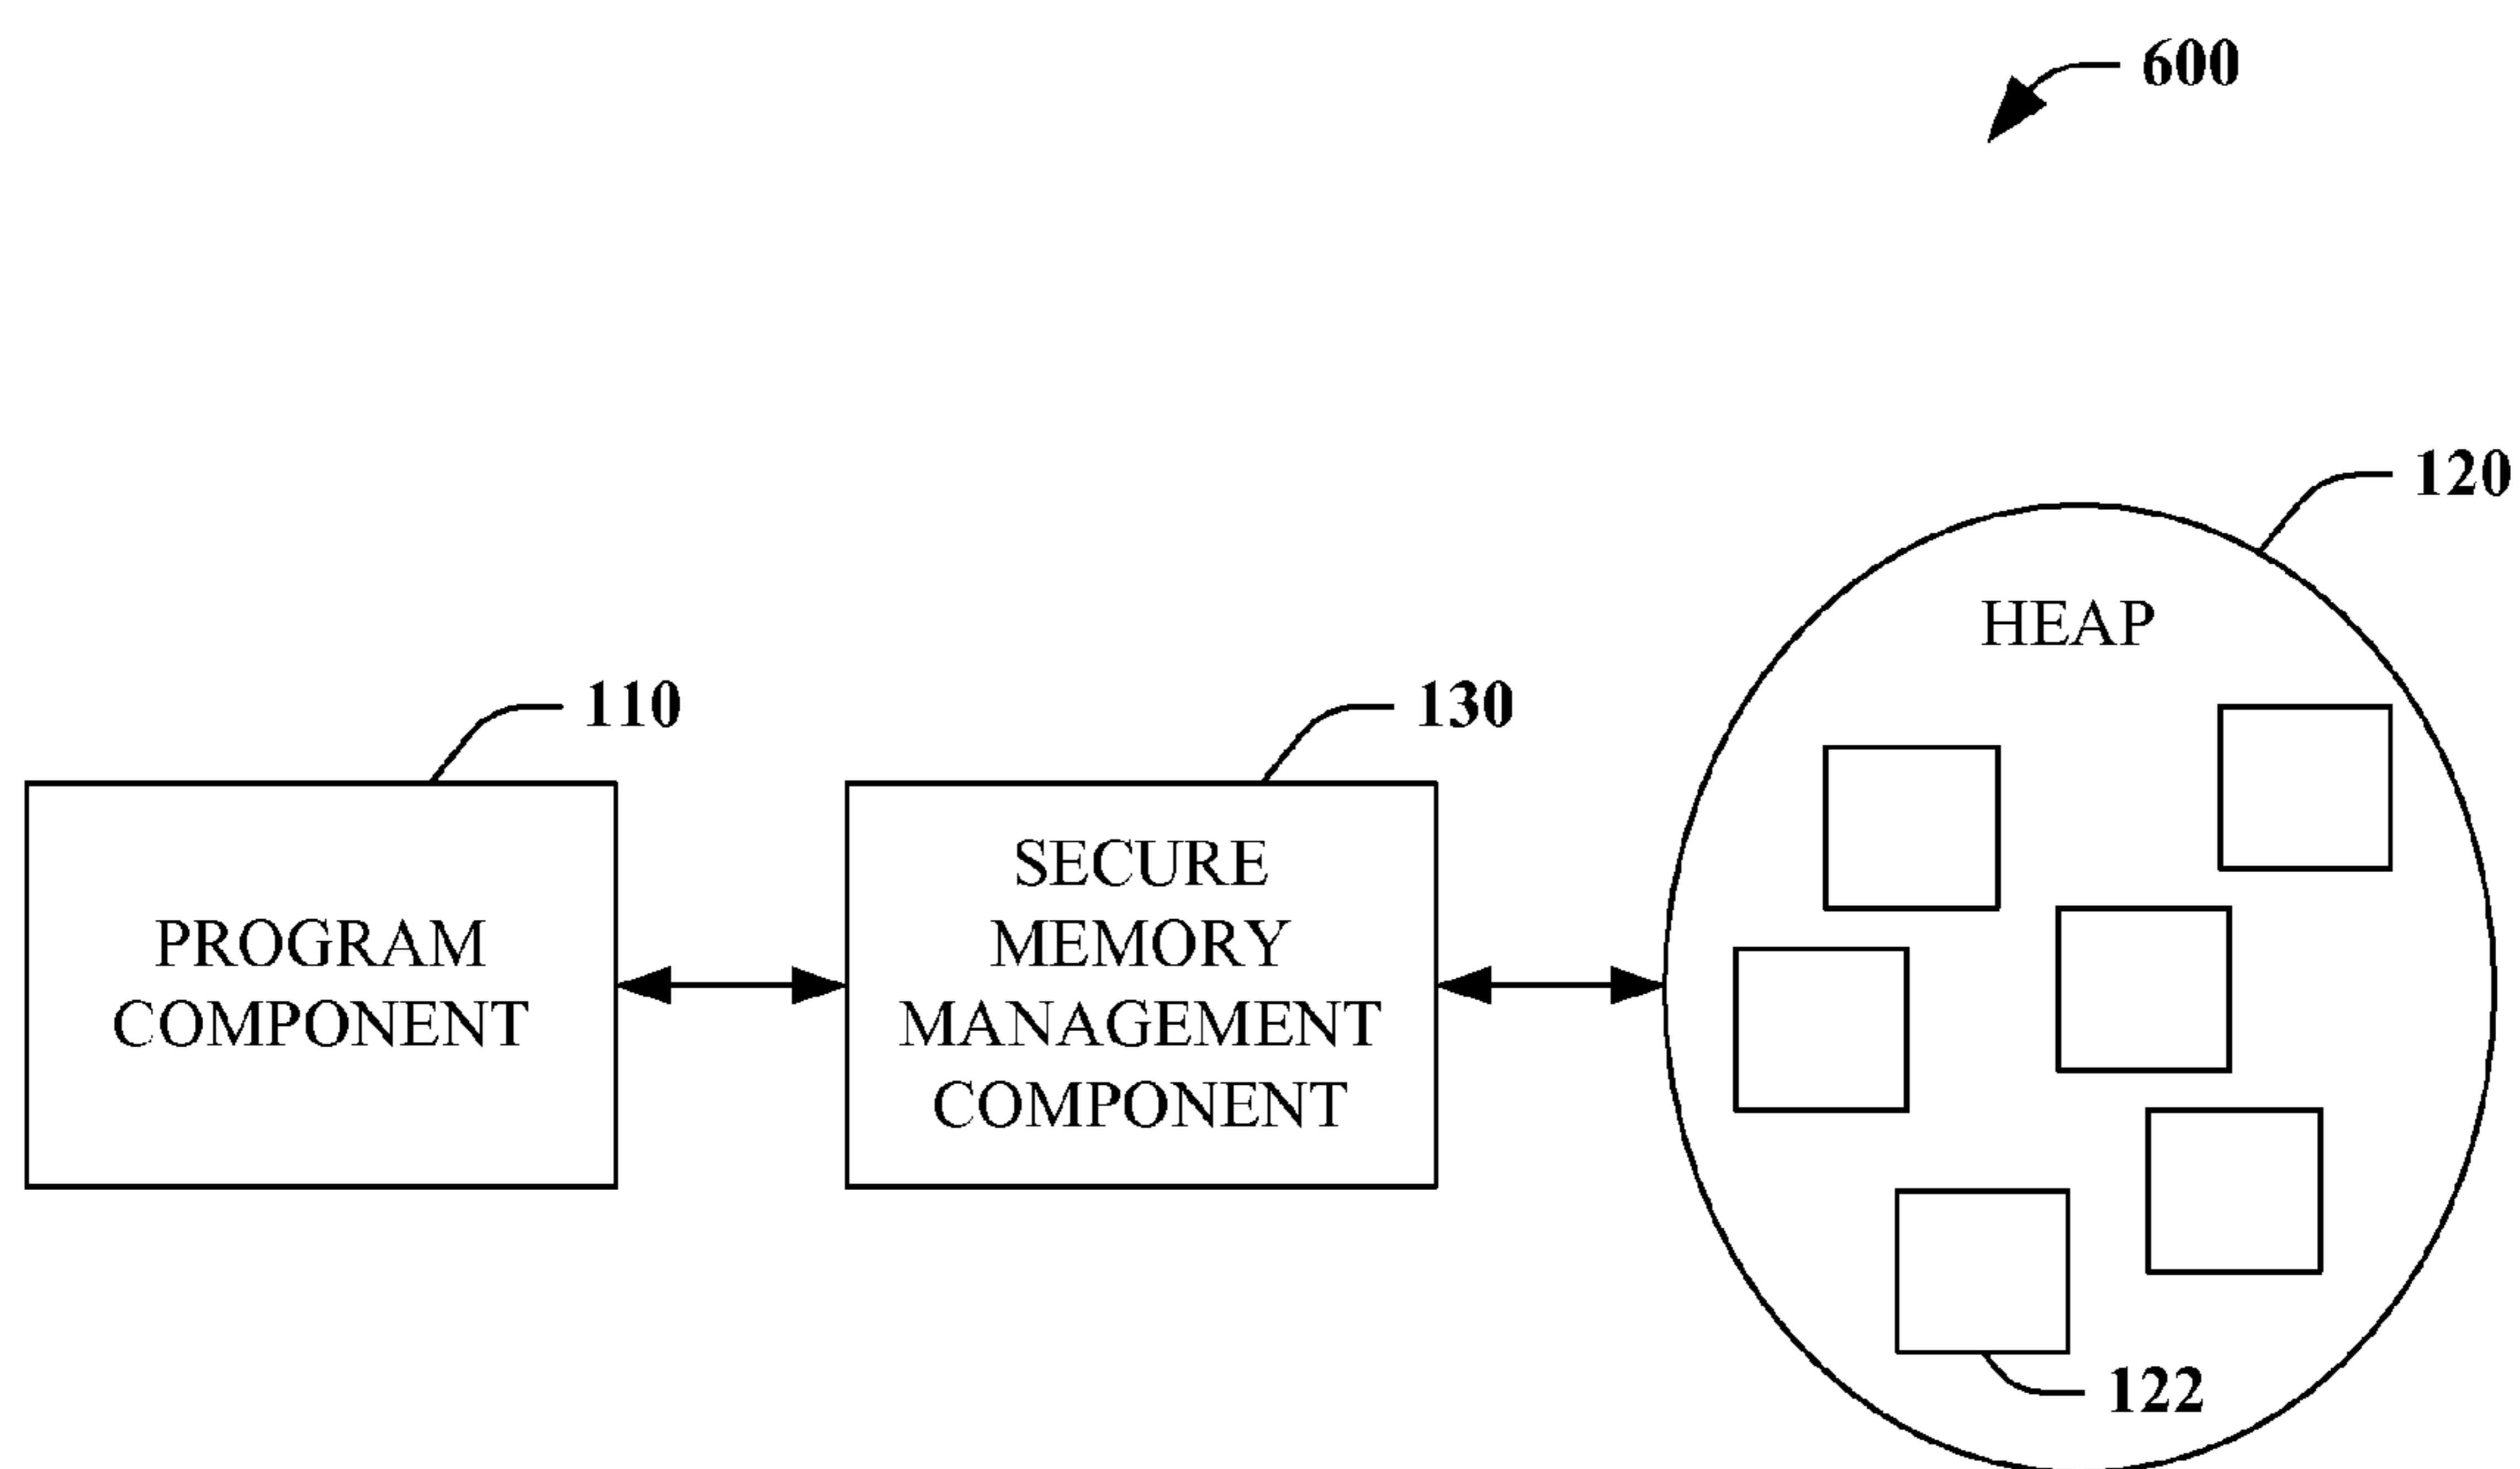 600
120
HEAP
110
130
PROGRAM
COMPONENT
SECURE
MEMORY
MANAGEMENT
COMPONENT
122